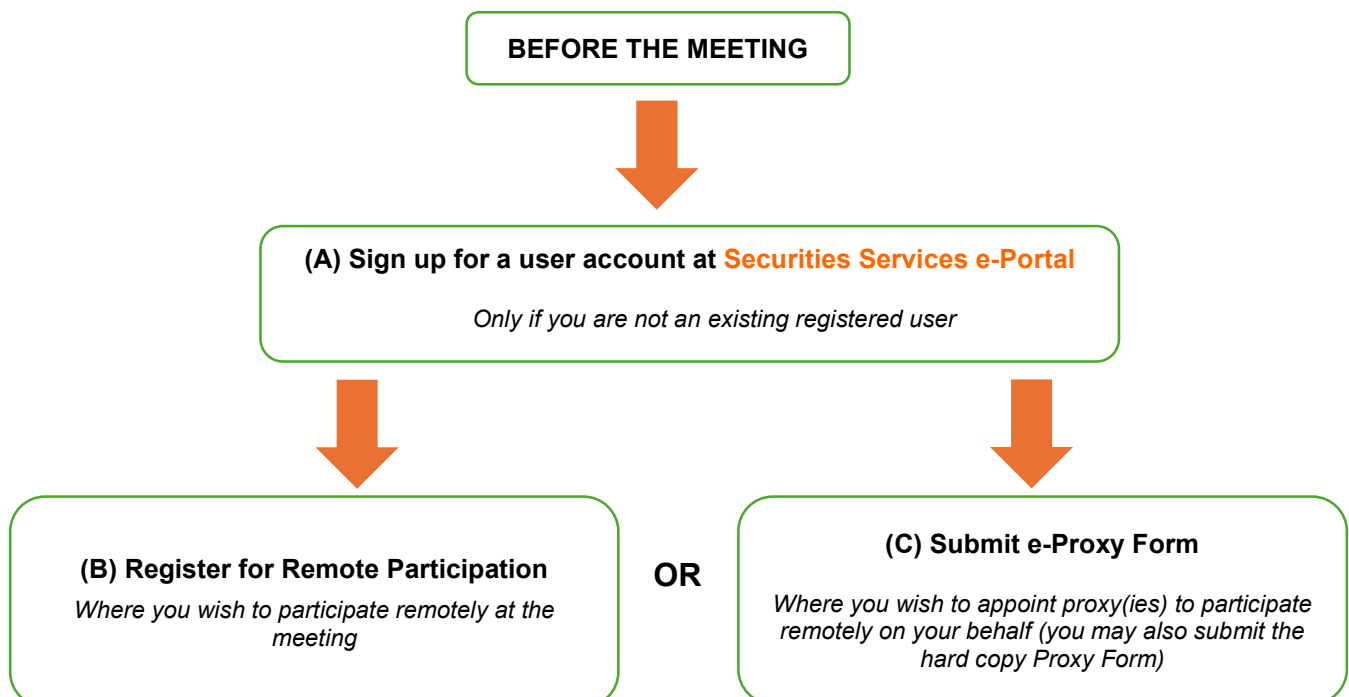 BEFORE THE MEETING
(A) Sign up for a user account at Securities Services e-Portal
Only if you are not an existing registered user
(B) Register for Remote Participation
Where you wish to participate remotely at the
meeting
OR
(C) Submit e-Proxy Form
Where you wish to appoint proxy(ies) to participate
remotely on your behalf (you may also submit the
hard copy Proxy Form)